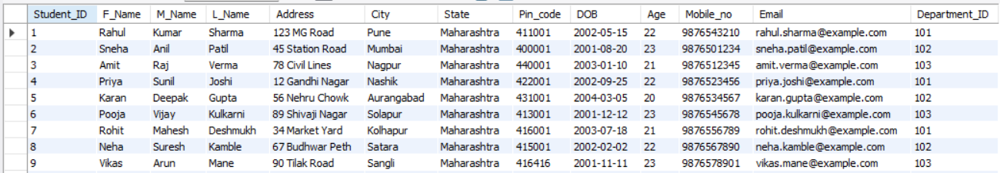 Student_ID F_Name M_Name L_Name Address City State Pin_code DOB Age Mobile_no Email Department_ID
1 Rahul Kumar Sharma 123 MG Road Pune Maharashtra 411001 2002-05-15 22 9876543210 rahul.sharma@example.com 101
2 Sneha Anil Patil 45 Station Road Mumbai Maharashtra 400001 2001-08-20 23 9876501234 sneha.patil@example.com 102
3 Amit Raj Verma 78 Civil Lines Nagpur Maharashtra 440001 2003-01-10 21 9876512345 amit.verma@example.com 103
4 Priya Sunil Joshi 12 Gandhi Nagar Nashik Maharashtra 422001 2002-09-25 22 9876523456 priya.joshi@example.com 101
5 Karan Deepak Gupta 56 Nehru Chowk Aurangabad Maharashtra 431001 2004-03-05 20 9876534567 karan.gupta@example.com 102
6 Pooja Vijay Kulkarni 89 Shivaji Nagar Solapur Maharashtra 413001 2001-12-12 23 9876545678 pooja.kulkarni@example.com 103
7 Rohit Mahesh Deshmukh 34 Market Yard Kolhapur Maharashtra 416001 2003-07-18 21 9876556789 rohit.deshmukh@example.com 101
8 Neha Suresh Kamble 67 Budhwar Peth Satara Maharashtra 415001 2002-02-02 22 9876567890 neha.kamble@example.com 102
9 Vikas Arun Mane 90 Tilak Road Sangli Maharashtra 416416 2001-11-11 23 9876578901 vikas.mane@example.com 103